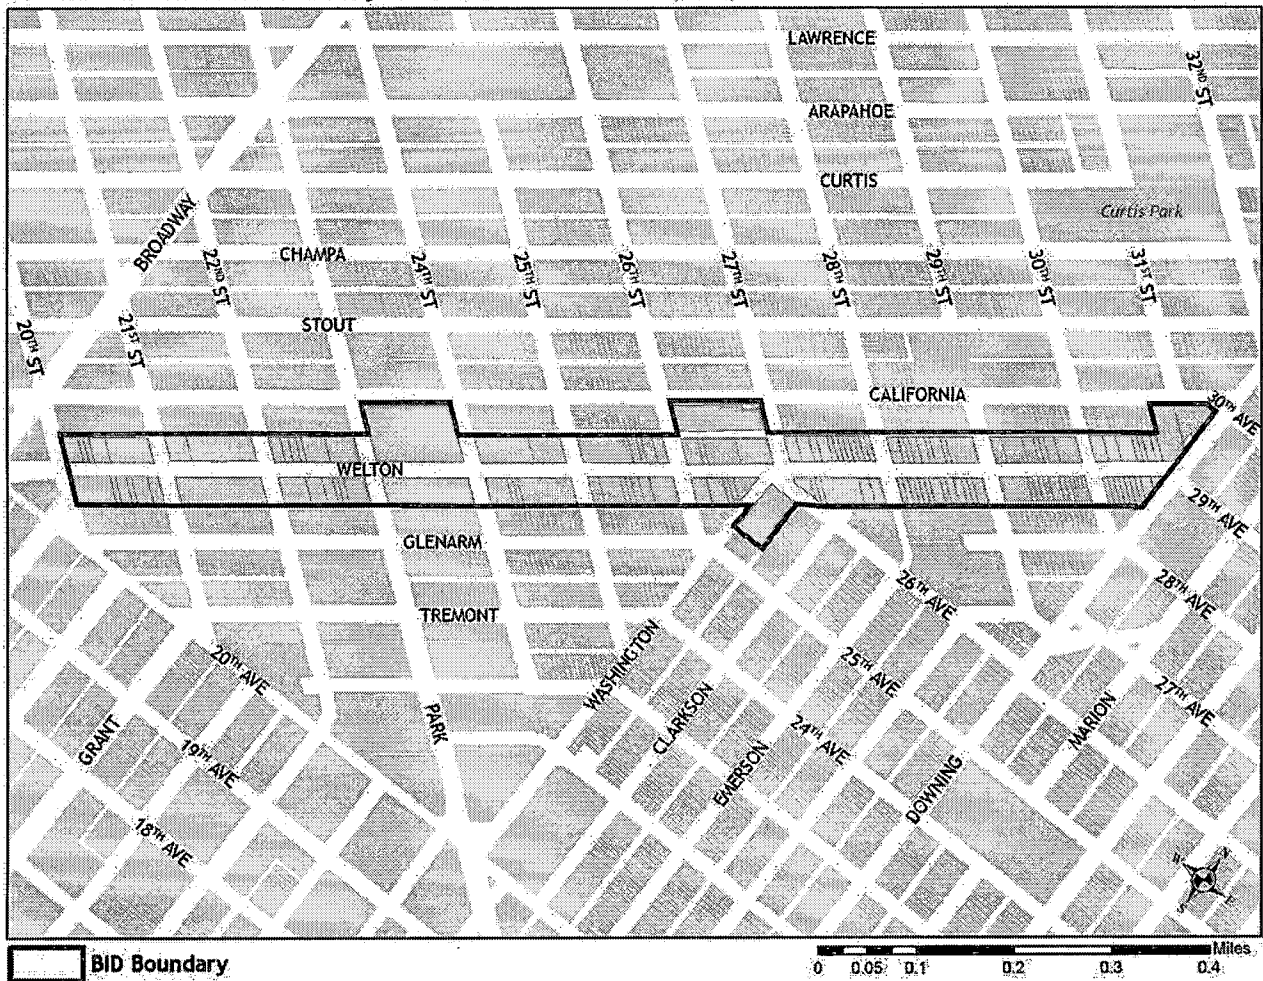 LAWRENCE
32ND ST
ARAPAHOE
CURTIS
Curtis Park
BROADWAY
CHAMPA
22ND ST
24TH ST
25TH ST
26TH ST
27TH ST
28TH ST
29TH ST
30TH ST
31ST ST
20TH ST
21ST ST
STOUT
CALIFORNIA
30TH AVE
WELTON
29TH AVE
GLENARM
26TH AVE
28TH AVE
TREMONT
20TH AVE
WASHINGTON
25TH AVE
27TH AVE
CLARKSON
MARION
PARK
GRANT
19TH AVE
24TH AVE
EMERSON
DOWNING
18TH AVE
N
W
E
S
BID Boundary
Miles
0 0.05 0.1 0.2 0.3 0.4